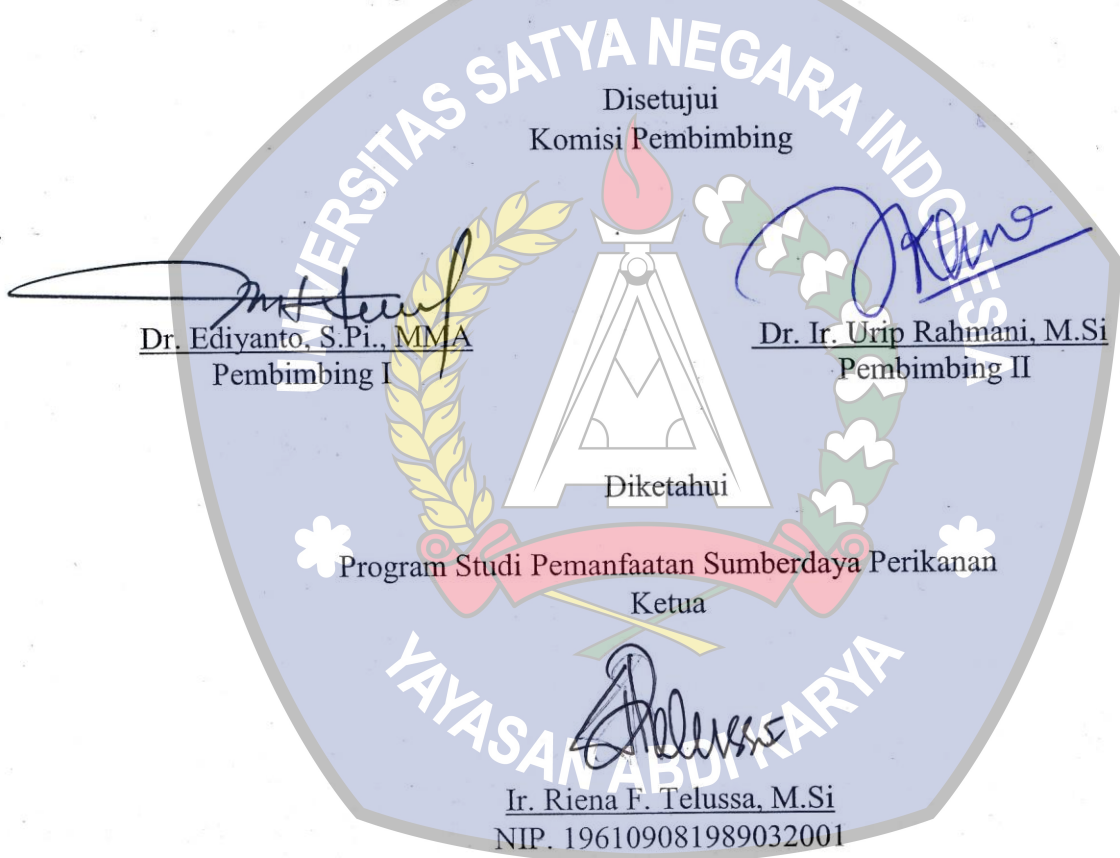 UNIVERSITAS SATYA NEGARA INDONESIA
Disetujui
Komisi Pembimbing
Dr. Ediyanto, S.Pi., MMA
Pembimbing I
Dr. Ir. Urip Rahmani, M.Si
Pembimbing II
Diketahui
Program Studi Pemanfaatan Sumberdaya Perikanan
Ketua
YAYASAN ABDI KARYA
Ir. Riena F. Telussa, M.Si
NIP. 196109081989032001